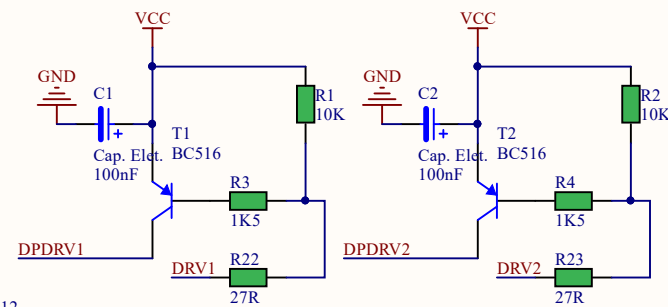 VCC
VCC
GND
C1
R1
10K
GND
C2
R2
10K
T1
BC516
Cap. Elet.
100nF
T2
BC516
Cap. Elet.
100nF
R3
1K5
R4
1K5
DPDRV1
DRV1
R22
27R
DPDRV2
DRV2
R23
27R